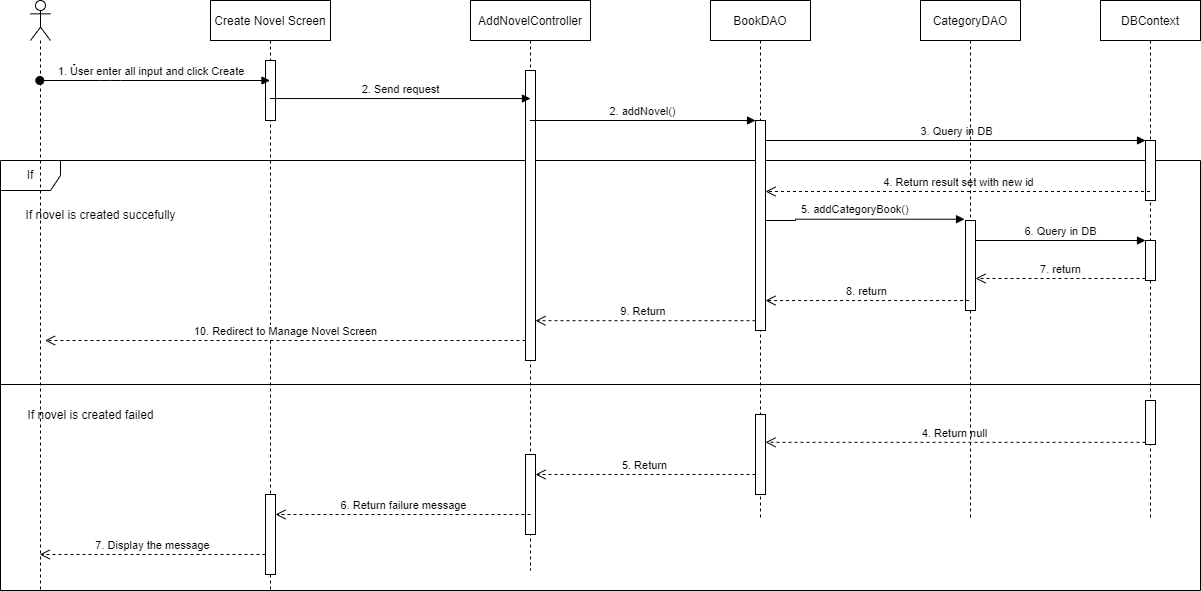 Create Novel Screen
AddNovelController
BookDAO
CategoryDAO
DBContext
1. User enter all input and click Create
2. Send request
2. addNovel()
3. Query in DB
If
4. Return result set with new id
If novel is created succefully
5. addCategoryBook()
6. Query in DB
7. return
8. return
9. Return
10. Redirect to Manage Novel Screen
If novel is created failed
4. Return null
5. Return
6. Return failure message
7. Display the message